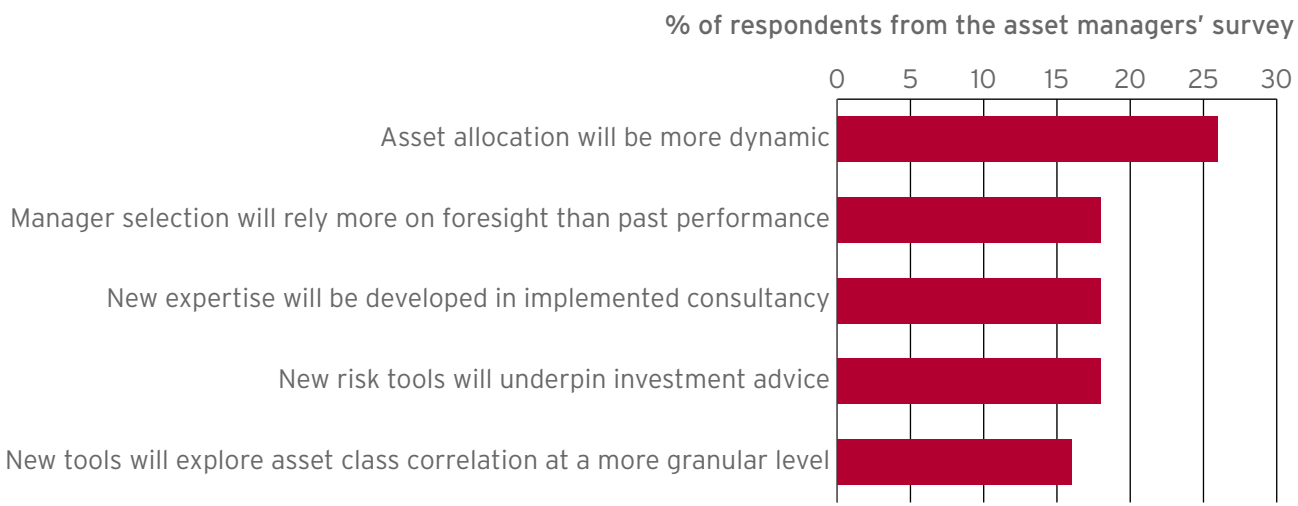 % of respondents from the asset managers’ survey
0 5 10 15 20 25 30
Asset allocation will be more dynamic
Manager selection will rely more on foresight than past performance
New expertise will be developed in implemented consultancy
New risk tools will underpin investment advice
New tools will explore asset class correlation at a more granular level